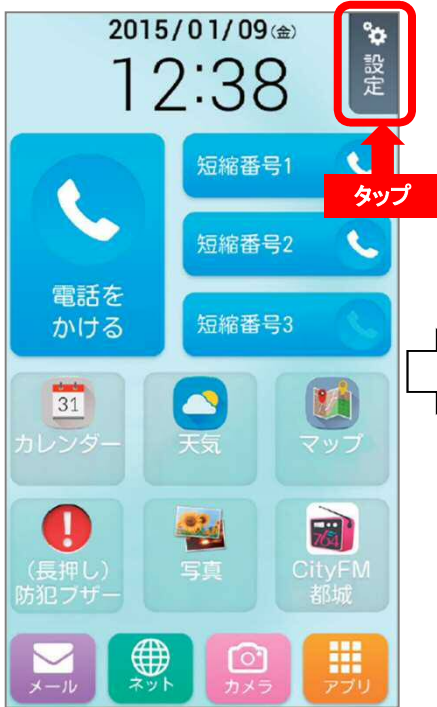 2015/01/09(金)
12:38
設定
タップ
短縮番号1
電話を
かける
短縮番号2
短縮番号3
31
カレンダー
天気
マップ
(長押し)
防犯ブザー
写真
764
CityFM
都城
メール
ネット
カメラ
アプリ